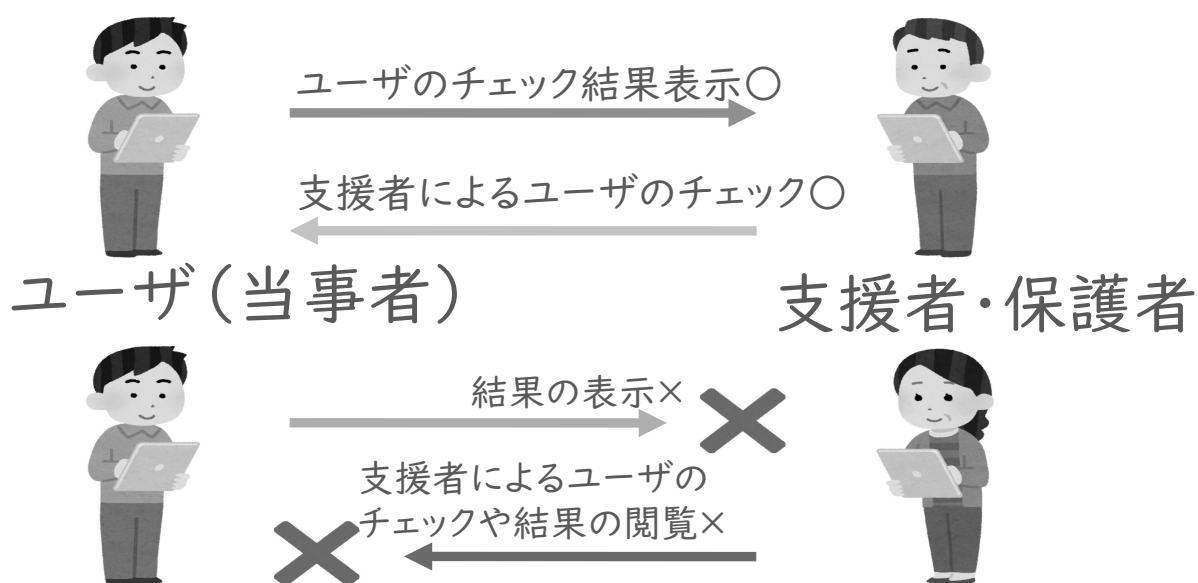 ユーザのチェック結果表示○
支援者によるユーザのチェック○
ユーザ(当事者)
支援者・保護者
結果の表示×
支援者によるユーザの
チェックや結果の閲覧×